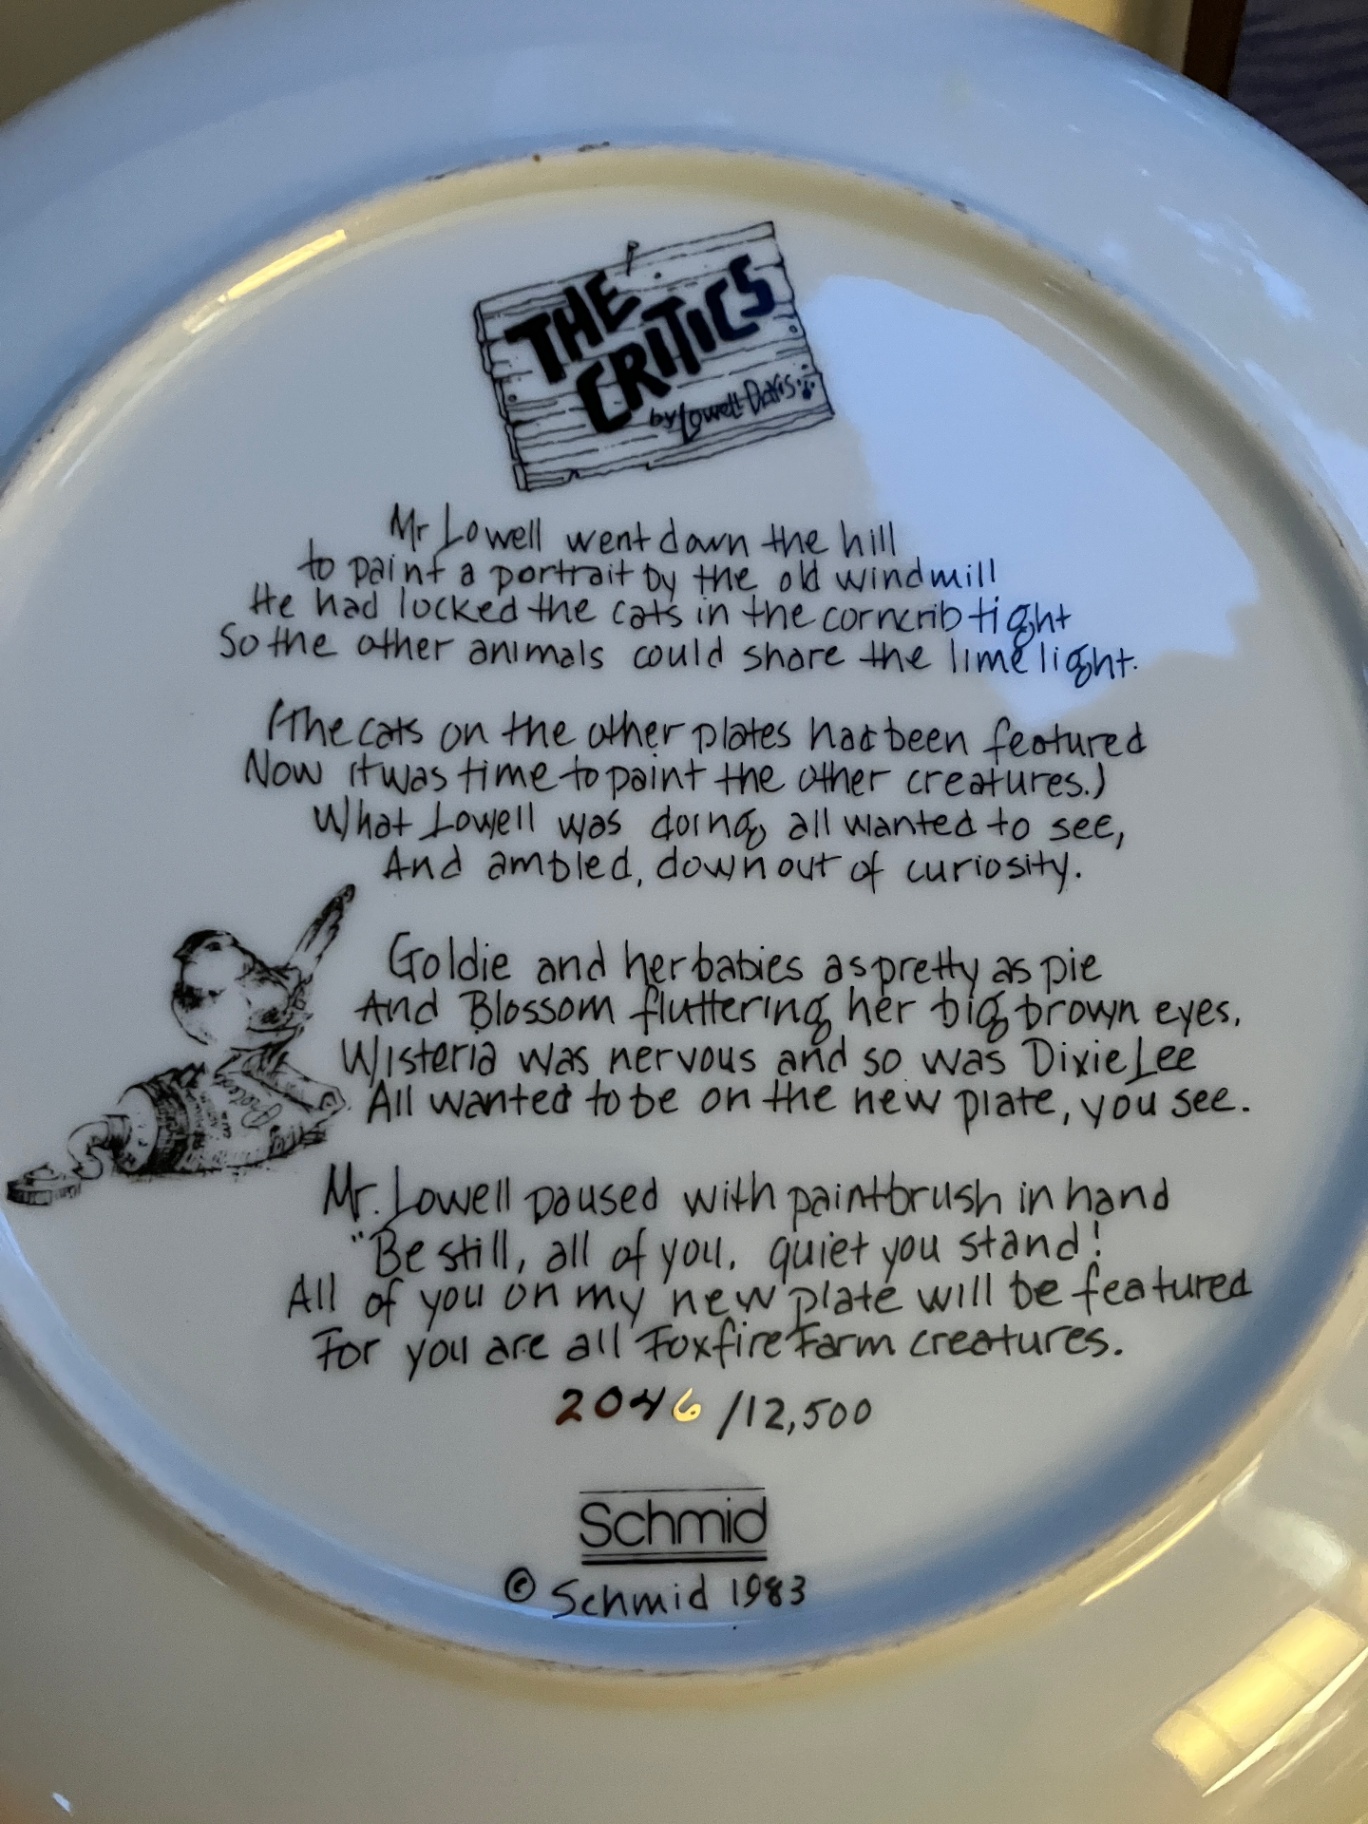 THE
CRITICS
by Lowell Davis
Mr Lowell went down the hill
to paint a portrait by the old windmill
He had locked the cats in the corncrib tight
So the other animals could share the lime light.
(The cats on the other plates had been featured
Now it was time to paint the other creatures.)
What Lowell was doing, all wanted to see,
And ambled, down out of curiosity.
Goldie and her babies as pretty as pie
And Blossom fluttering her big brown eyes,
Wisteria was nervous and so was Dixie Lee
All wanted to be on the new plate, you see.
Mr. Lowell paused with paintbrush in hand
"Be still, all of you, quiet you stand!
All of you on my new plate will be featured
For you are all Foxfire Farm creatures.
2046 /12,500
Schmid
© Schmid 1983